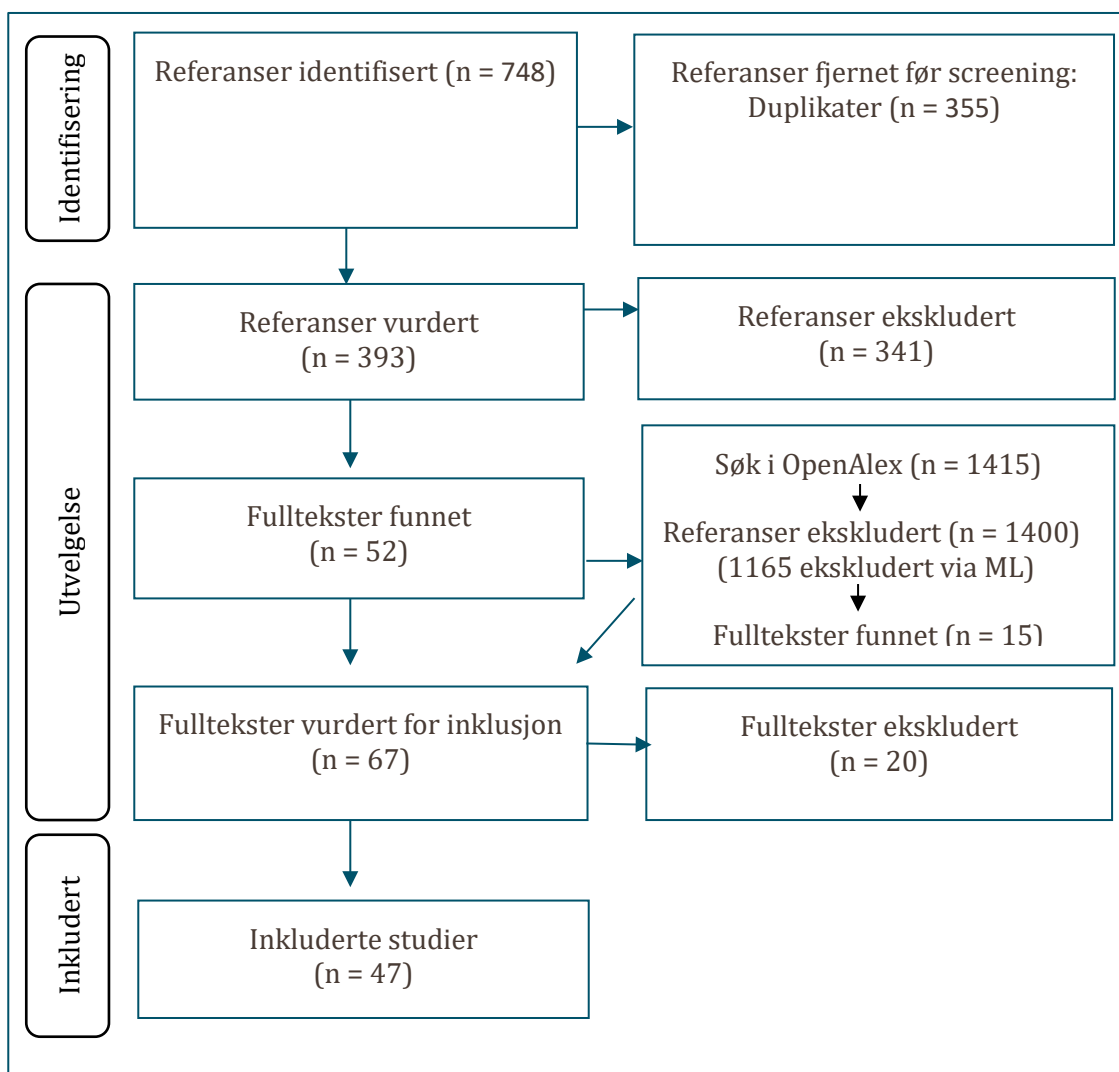 Identifisering
Referanser identifisert (n = 748)
Referanser fjernet før screening:
Duplikater (n = 355)
Utvelgelse
Referanser vurdert
(n = 393)
Referanser ekskludert
(n = 341)
Fulltekster funnet
(n = 52)
Søk i OpenAlex (n = 1415)
Referanser ekskludert (n = 1400)
(1165 ekskludert via ML)
Fulltekster funnet (n = 15)
Fulltekster vurdert for inklusjon
(n = 67)
Fulltekster ekskludert
(n = 20)
Inkludert
Inkluderte studier
(n = 47)